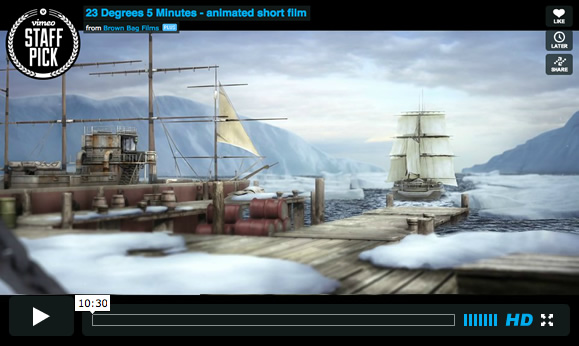 23 Degrees 5 Minutes - animated short film
from Brown Bag Films PLUS
vimeo
STAFF
PICK
LIKE
LATER
SHARE
10:30
HD